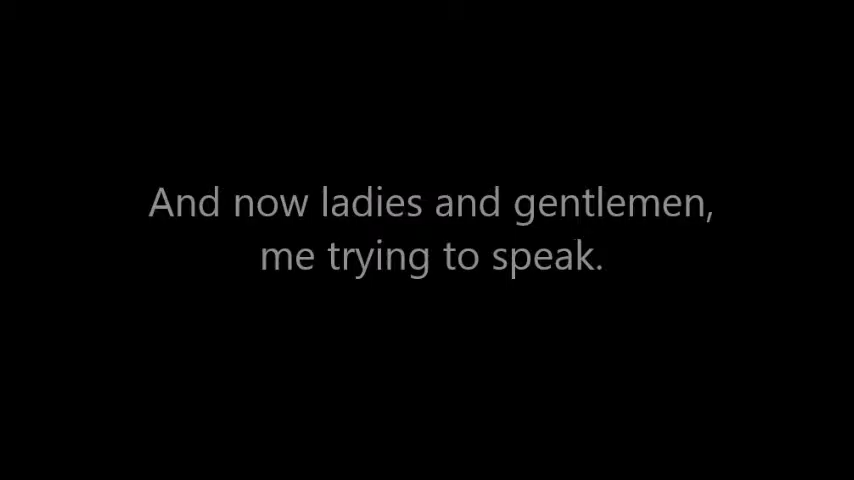 And now ladies and gentlemen,
me trying to speak.